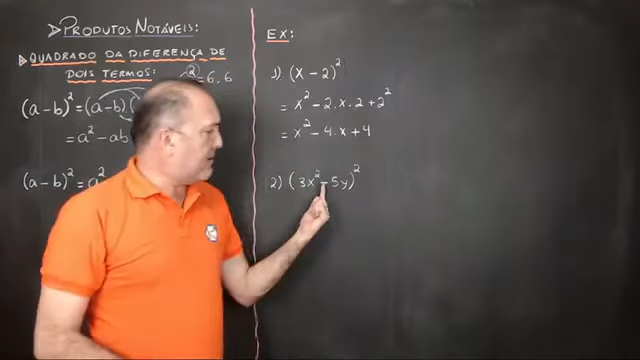 ➤PRODUTOS NOTÁVEIS:
▶QUADRADO DA DIFERENÇA DE
DOIS TERMOS:
= 6.6
(a-b)² = (a-b)
= a² - ab
(a-b)² = a²
EX:
1) (x - 2)²
= x² - 2.x.2 + 2²
= x² - 4.x + 4
2) (3x² - 5y)²